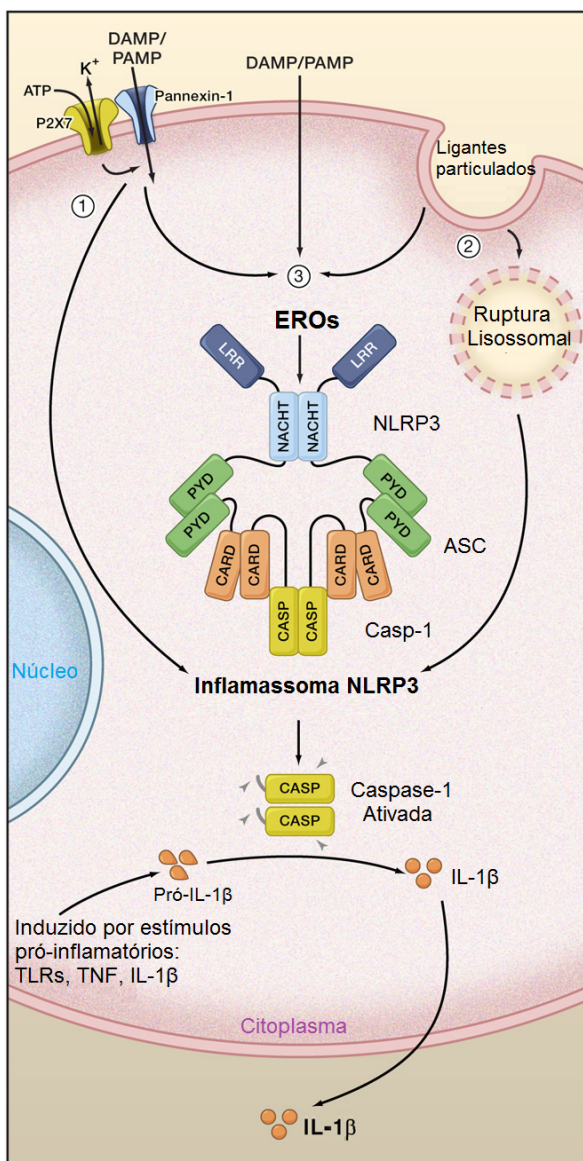 DAMP/
PAMP
K+
ATP
Pannexin-1
P2X7
DAMP/PAMP
Ligantes
particulados
1
2
3
EROs
Ruptura
Lisossomal
LRR
LRR
NACHT
NACHT
NLRP3
PYD
PYD
PYD
PYD
ASC
CARD
CARD
CARD
CARD
CASP
CASP
Casp-1
Núcleo
Inflamassoma NLRP3
CASP
CASP
Caspase-1
Ativada
Pró-IL-1β
IL-1β
Induzido por estímulos
pró-inflamatórios:
TLRs, TNF, IL-1β
Citoplasma
IL-1β